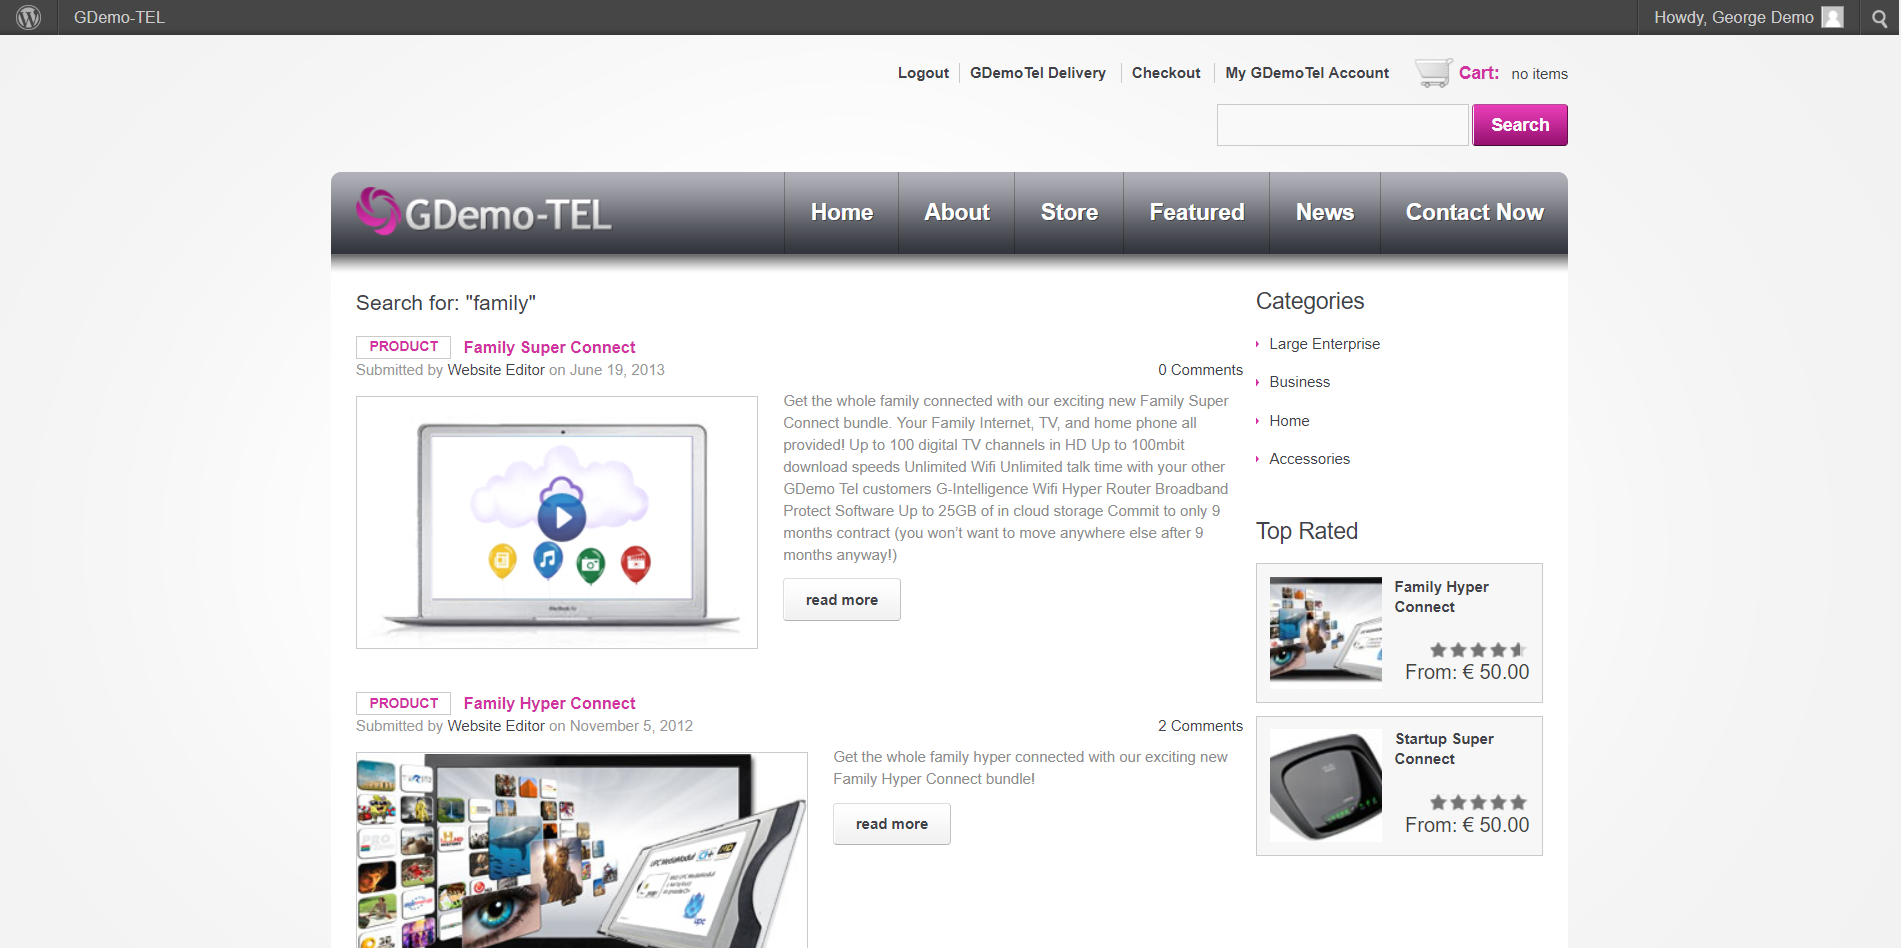 GDemo-TEL
Howdy, George Demo
Logout
GDemoTel Delivery
Checkout
My GDemoTel Account
Cart:
no items
Search
GDemo-TEL
Home
About
Store
Featured
News
Contact Now
Search for: "family"
PRODUCT
Family Super Connect
Submitted by Website Editor on June 19, 2013
0 Comments
Get the whole family connected with our exciting new Family Super
Connect bundle. Your Family Internet, TV, and home phone all
provided! Up to 100 digital TV channels in HD Up to 100mbit
download speeds Unlimited Wifi Unlimited talk time with your other
GDemo Tel customers G-Intelligence Wifi Hyper Router Broadband
Protect Software Up to 25GB of in cloud storage Commit to only 9
months contract (you won’t want to move anywhere else after 9
months anyway!)
read more
PRODUCT
Family Hyper Connect
Submitted by Website Editor on November 5, 2012
2 Comments
Get the whole family hyper connected with our exciting new
Family Hyper Connect bundle!
read more
UPC MediaModul
CI+
upc
PRO
HISTORY
Categories
Large Enterprise
Business
Home
Accessories
Top Rated
Family Hyper
Connect
From: € 50.00
Startup Super
Connect
From: € 50.00